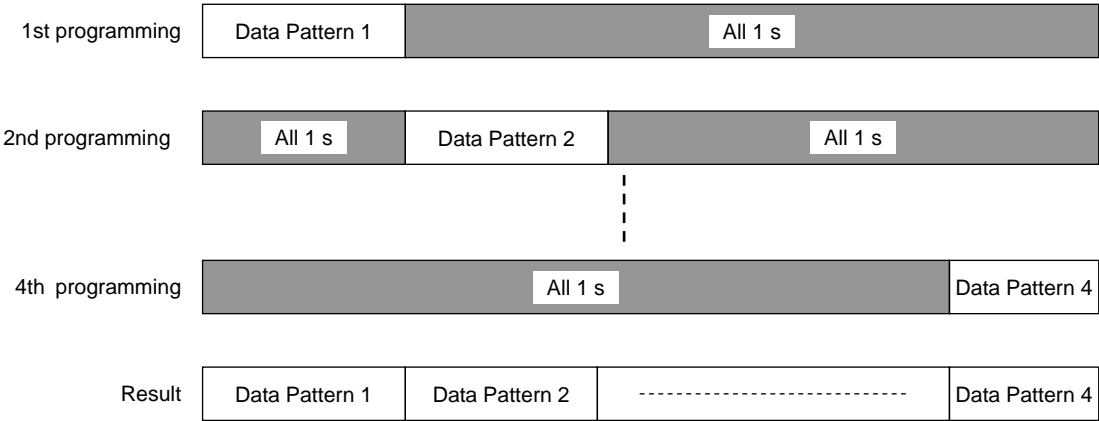 1st programming Data Pattern 1 All 1 s
2nd programming All 1 s Data Pattern 2 All 1 s
4th programming All 1 s Data Pattern 4
Result Data Pattern 1 Data Pattern 2 Data Pattern 4